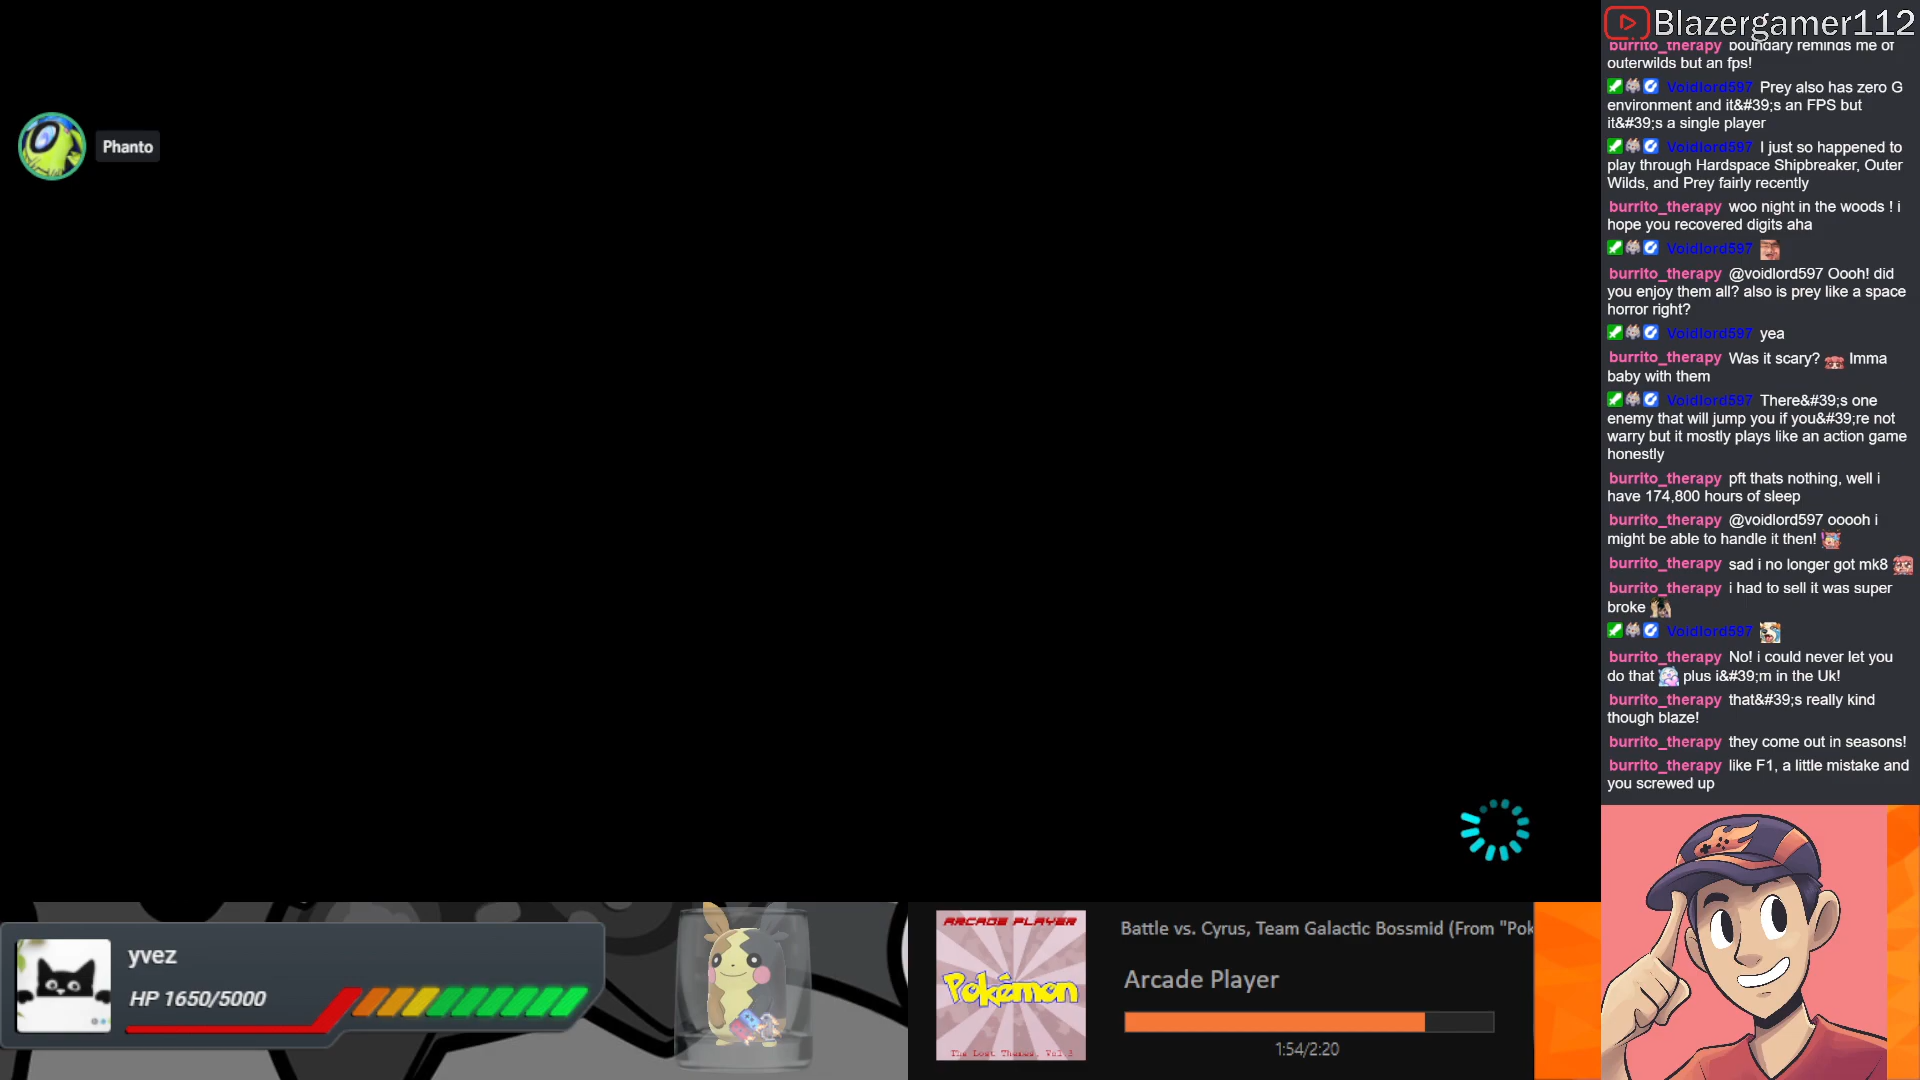 Blazergamer112
burrito_therapy boundary reminds me of
outerwilds but an fps!
Voidlord597 Prey also has zero G
environment and it&#39;s an FPS but
it&#39;s a single player
Voidlord597 I just so happened to
play through Hardspace Shipbreaker, Outer
Wilds, and Prey fairly recently
burrito_therapy woo night in the woods ! i
hope you recovered digits aha
Voidlord597
burrito_therapy @voidlord597 Oooh! did
you enjoy them all? also is prey like a space
horror right?
Voidlord597 yea
burrito_therapy Was it scary? Imma
baby with them
Voidlord597 There&#39;s one
enemy that will jump you if you&#39;re not
warry but it mostly plays like an action game
honestly
burrito_therapy pft thats nothing, well i
have 174,800 hours of sleep
burrito_therapy @voidlord597 ooooh i
might be able to handle it then!
burrito_therapy sad i no longer got mk8
burrito_therapy i had to sell it was super
broke
Voidlord597
burrito_therapy No! i could never let you
do that plus i&#39;m in the Uk!
burrito_therapy that&#39;s really kind
though blaze!
burrito_therapy they come out in seasons!
burrito_therapy like F1, a little mistake and
you screwed up
Phanto
yvez
HP 1650/5000
ARCADE PLAYER
Pokémon
The Lost Themes, Vol
Battle vs. Cyrus, Team Galactic Bossmid (From "Pok
Arcade Player
1:54/2:20